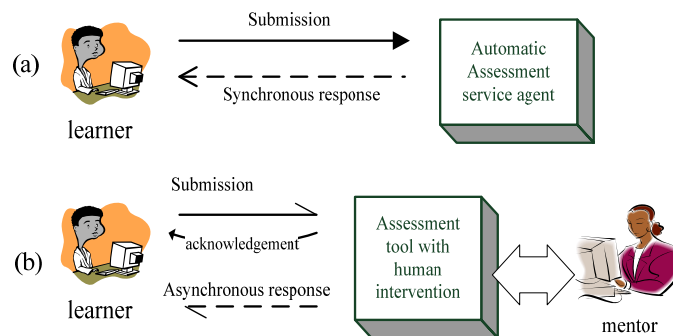 Submission
(a)
Automatic
Assessment
service agent
Synchronous response
learner
Submission
acknowledgement
(b)
Assessment
tool with
human
intervention
Asynchronous response
learner
mentor